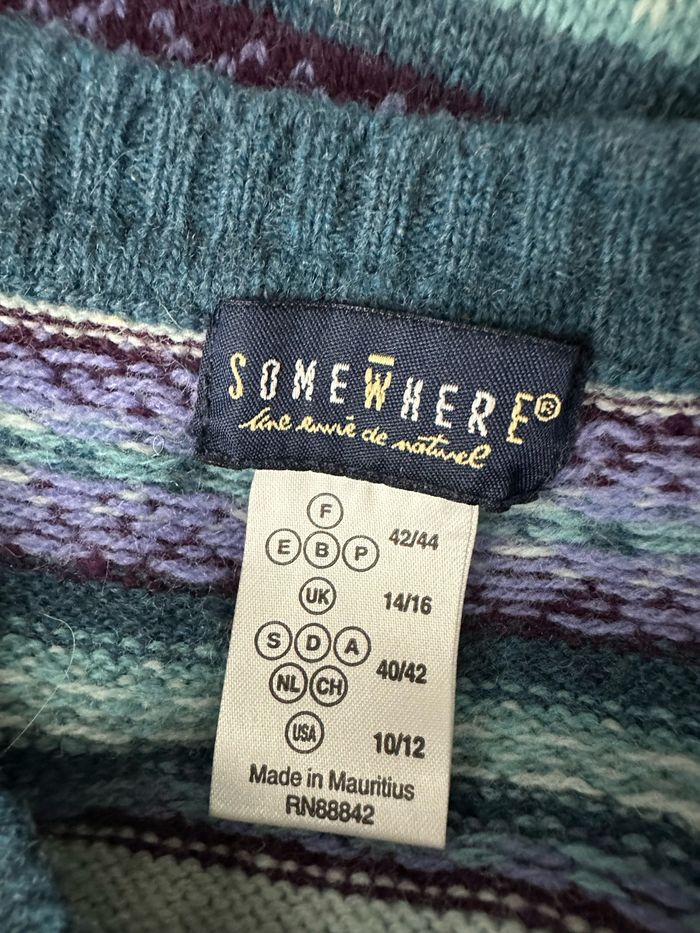 SOMEWHERE®
Une envie de naturel
F
E B P 42/44
UK 14/16
S D A
NL CH 40/42
USA 10/12
Made in Mauritius
RN88842